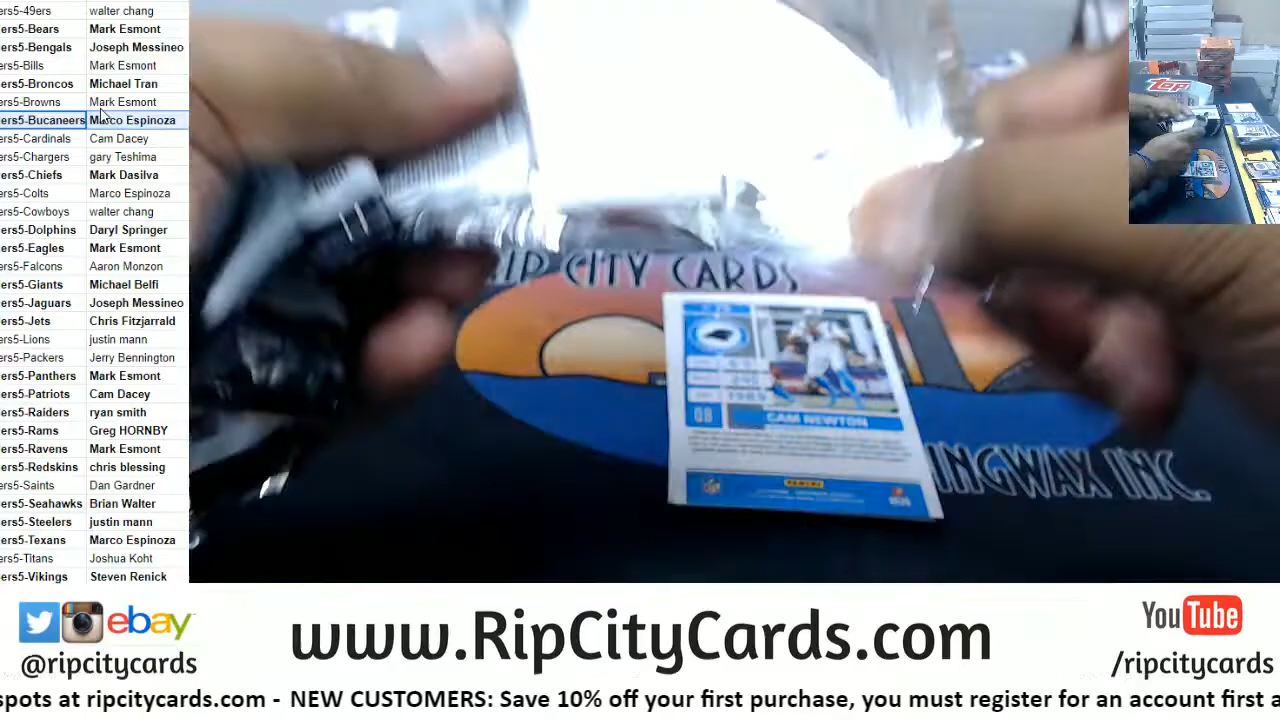 ers5-49ers walter chang
ers5-Bears Mark Esmont
ers5-Bengals Joseph Messineo
ers5-Bills Mark Esmont
ers5-Broncos Michael Tran
ers5-Browns Mark Esmont
ers5-Bucaneers Marco Espinoza
ers5-Cardinals Cam Dacey
ers5-Chargers gary Teshima
ers5-Chiefs Mark Dasilva
ers5-Colts Marco Espinoza
ers5-Cowboys walter chang
ers5-Dolphins Daryl Springer
ers5-Eagles Mark Esmont
ers5-Falcons Aaron Monzon
ers5-Giants Michael Belfi
ers5-Jaguars Joseph Messineo
ers5-Jets Chris Fitzjarrald
ers5-Lions justin mann
ers5-Packers Jerry Bennington
ers5-Panthers Mark Esmont
ers5-Patriots Cam Dacey
ers5-Raiders ryan smith
ers5-Rams Greg HORNBY
ers5-Ravens Mark Esmont
ers5-Redskins chris blessing
ers5-Saints Dan Gardner
ers5-Seahawks Brian Walter
ers5-Steelers justin mann
ers5-Texans Marco Espinoza
ers5-Titans Joshua Koht
ers5-Vikings Steven Renick
RIP CITY CARDS
CAM NEWTON
PANINI
INGWAX INC.
Topps
ebay
@ripcitycards
www.RipCityCards.com
YouTube
/ripcitycards
spots at ripcitycards.com - NEW CUSTOMERS: Save 10% off your first purchase, you must register for an account first a